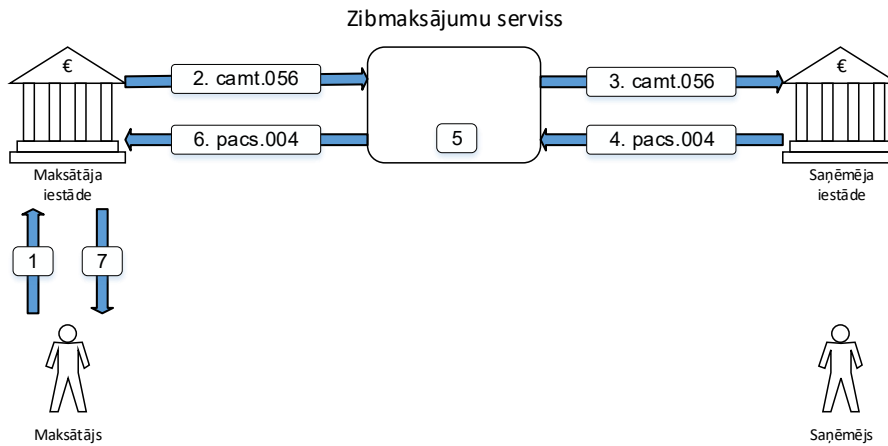 Zibmaksājumu serviss
€
€
2. camt.056
3. camt.056
6. pacs.004
5
4. pacs.004
Maksātāja
iestāde
Saņēmēja
iestāde
1
7
Maksātājs
Saņēmējs